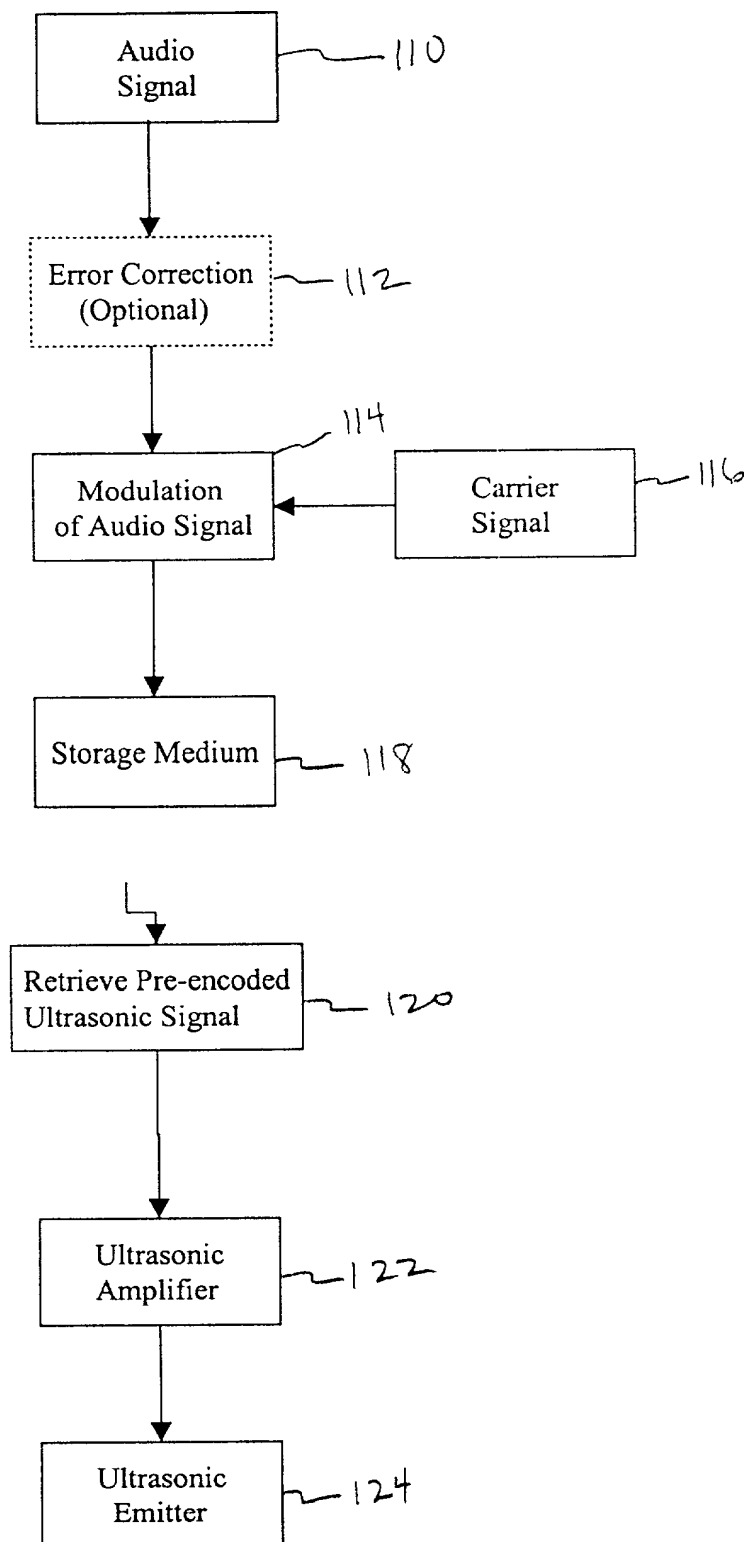 Audio
Signal
110
Error Correction
(Optional)
112
114
Modulation
of Audio Signal
Carrier
Signal
116
Storage Medium
118
Retrieve Pre-encoded
Ultrasonic Signal
120
Ultrasonic
Amplifier
122
Ultrasonic
Emitter
124